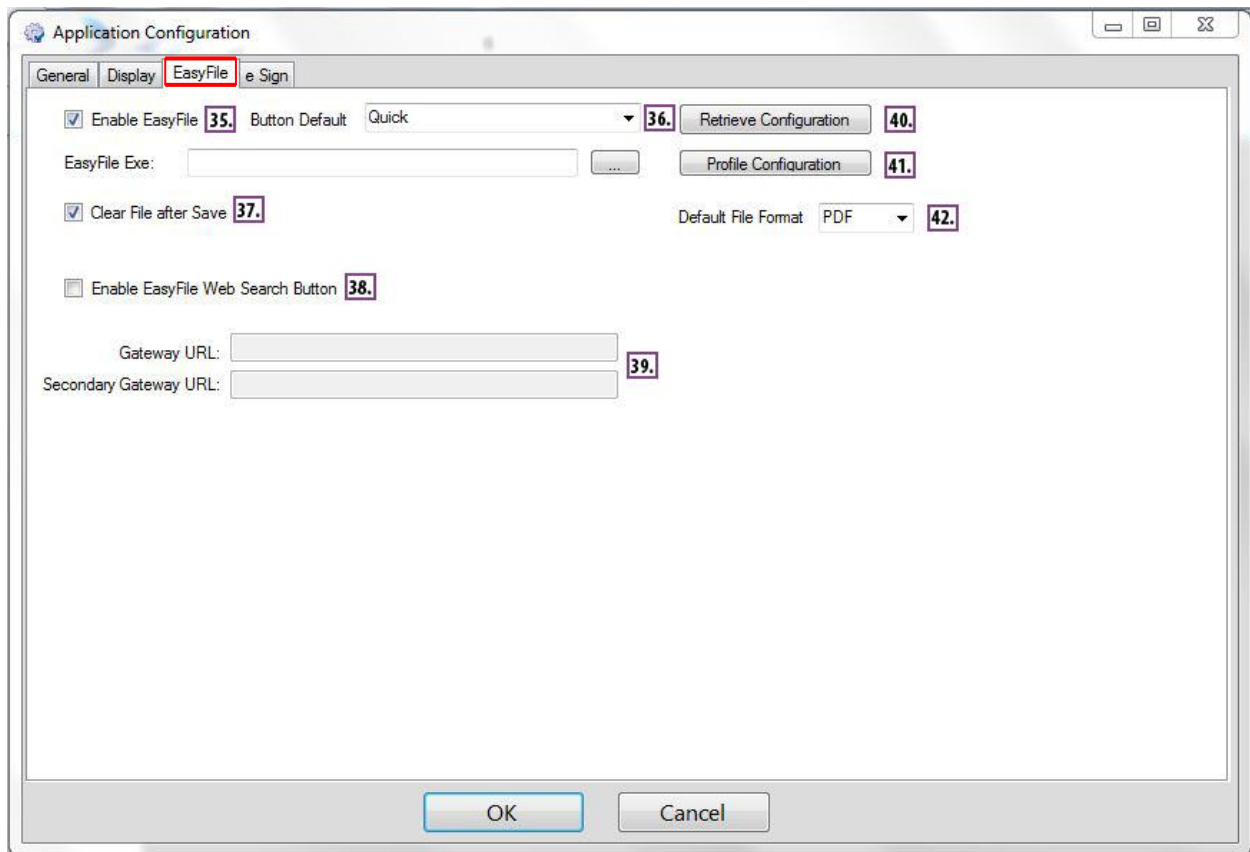 Application Configuration
General Display EasyFile e Sign
Enable EasyFile 35. Button Default Quick 36. Retrieve Configuration 40.
EasyFile Exe: ... Profile Configuration 41.
Clear File after Save 37. Default File Format PDF 42.
Enable EasyFile Web Search Button 38.
Gateway URL:
39.
Secondary Gateway URL:
OK Cancel